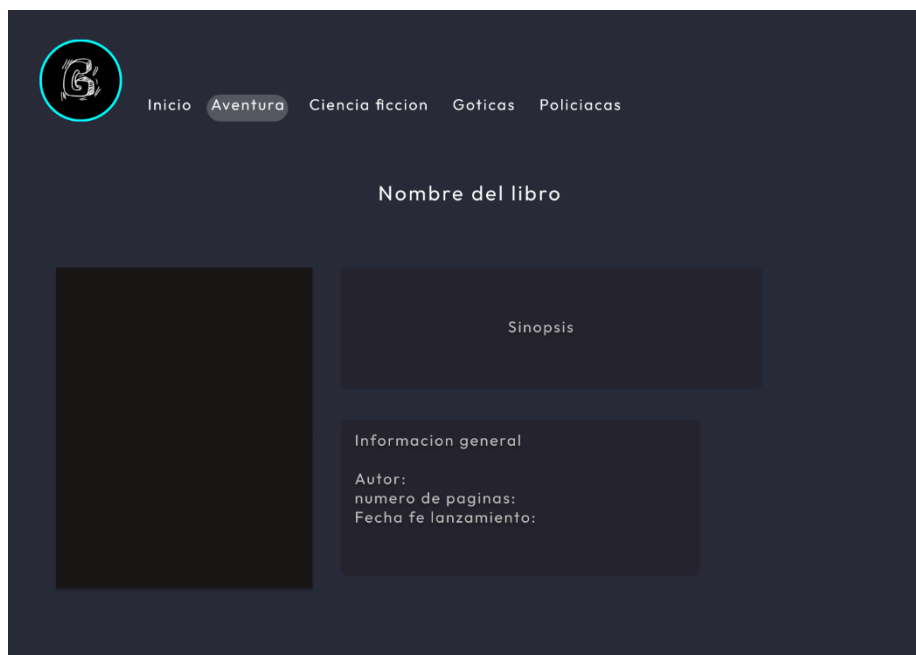 G
Inicio Aventura Ciencia ficcion Goticas Policiacas
Nombre del libro
Sinopsis
Informacion general
Autor:
numero de paginas:
Fecha fe lanzamiento: